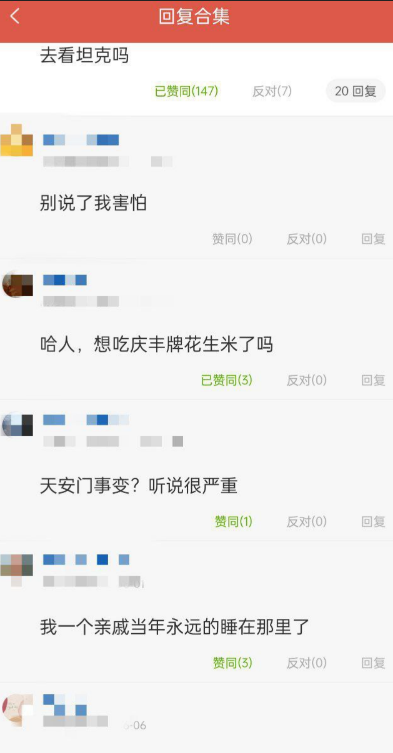 回复合集
去看坦克吗
已赞同(147) 反对(7) 20 回复
别说了我害怕
赞同(0) 反对(0) 回复
哈人，想吃庆丰牌花生米了吗
已赞同(3) 反对(0) 回复
天安门事变？听说很严重
赞同(1) 反对(0) 回复
我一个亲戚当年永远的睡在那里了
赞同(3) 反对(0) 回复
-06